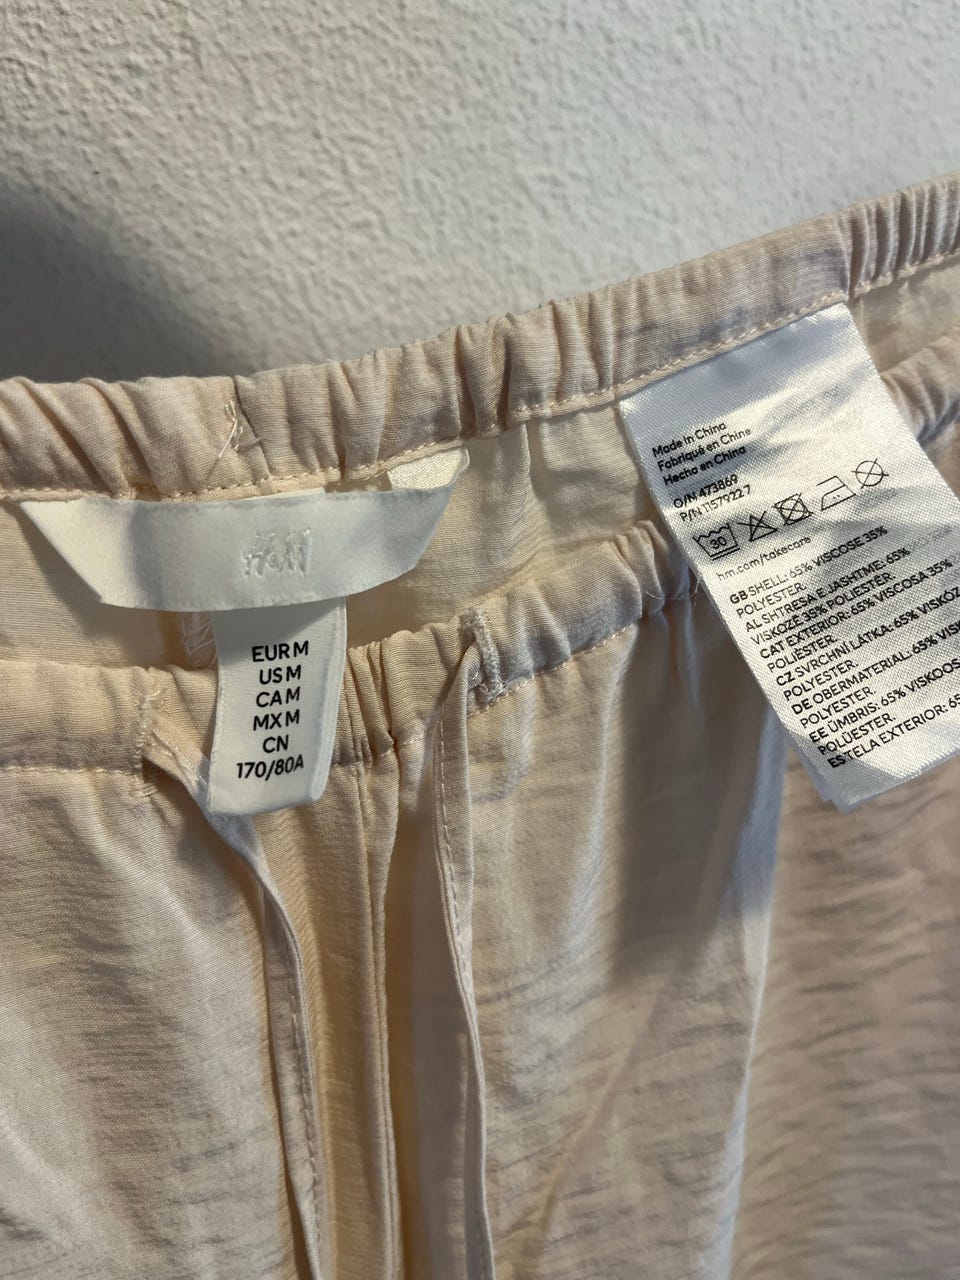 H&M
EUR M
US M
CA M
MX M
CN
170/80A
Made in China
Fabriqué en Chine
Hecho en China
O/N 473869
P/N 11579227
30
hm.com/takecare
GB SHELL: 65% VISCOSE 35%
POLYESTER.
AL SHTRESA E JASHTME: 65%
VISKOZË 35% POLIESTËR.
CAT EXTERIOR: 65% VISCOSA 35%
POLIÈSTER.
CZ SVRCHNÍ LÁTKA: 65% VISKÓZ
POLYESTER.
DE OBERMATERIAL: 65% VIS
POLYESTER.
EE ÜMBRIS: 65% VISKOOS
POLÜESTER.
ES TELA EXTERIOR: 65